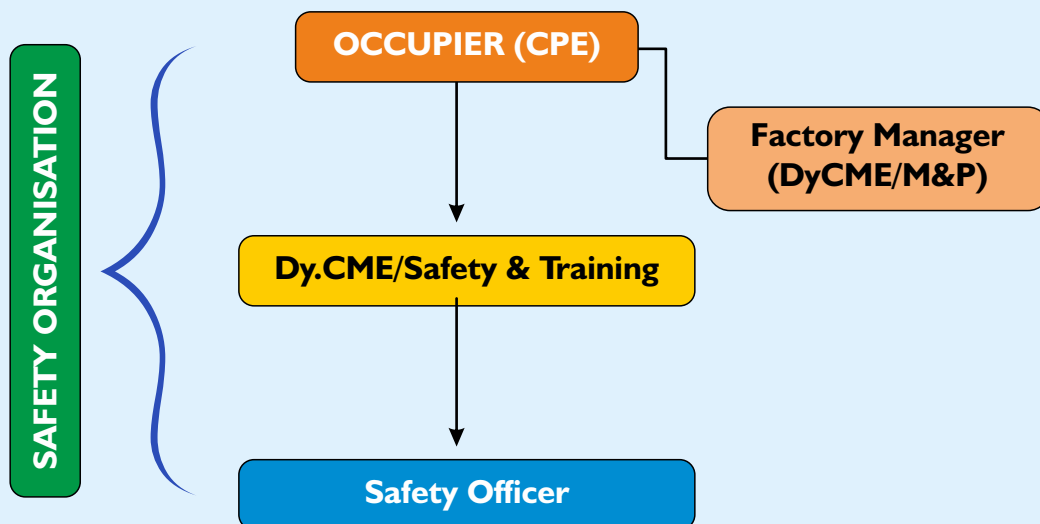 SAFETY ORGANISATION
OCCUPIER (CPE)
Factory Manager
(DyCME/M&P)
Dy.CME/Safety & Training
Safety Officer